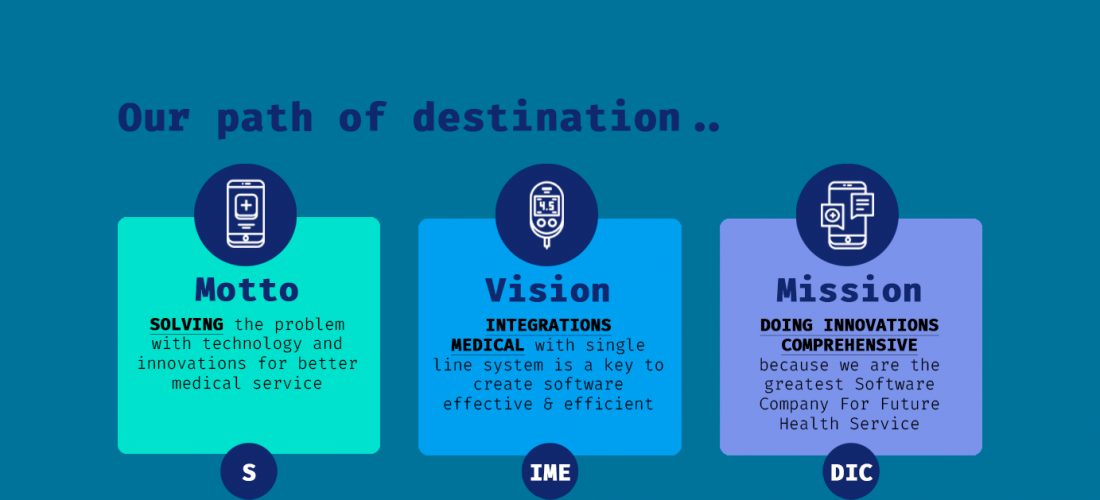 Our path of destination..
4.5
Motto
SOLVING the problem
with technology and
innovations for better
medical service
S
Vision
INTEGRATIONS
MEDICAL with single
line system is a key to
create software
effective & efficient
IME
Mission
DOING INNOVATIONS
COMPREHENSIVE
because we are the
greatest Software
Company For Future
Health Service
DIC